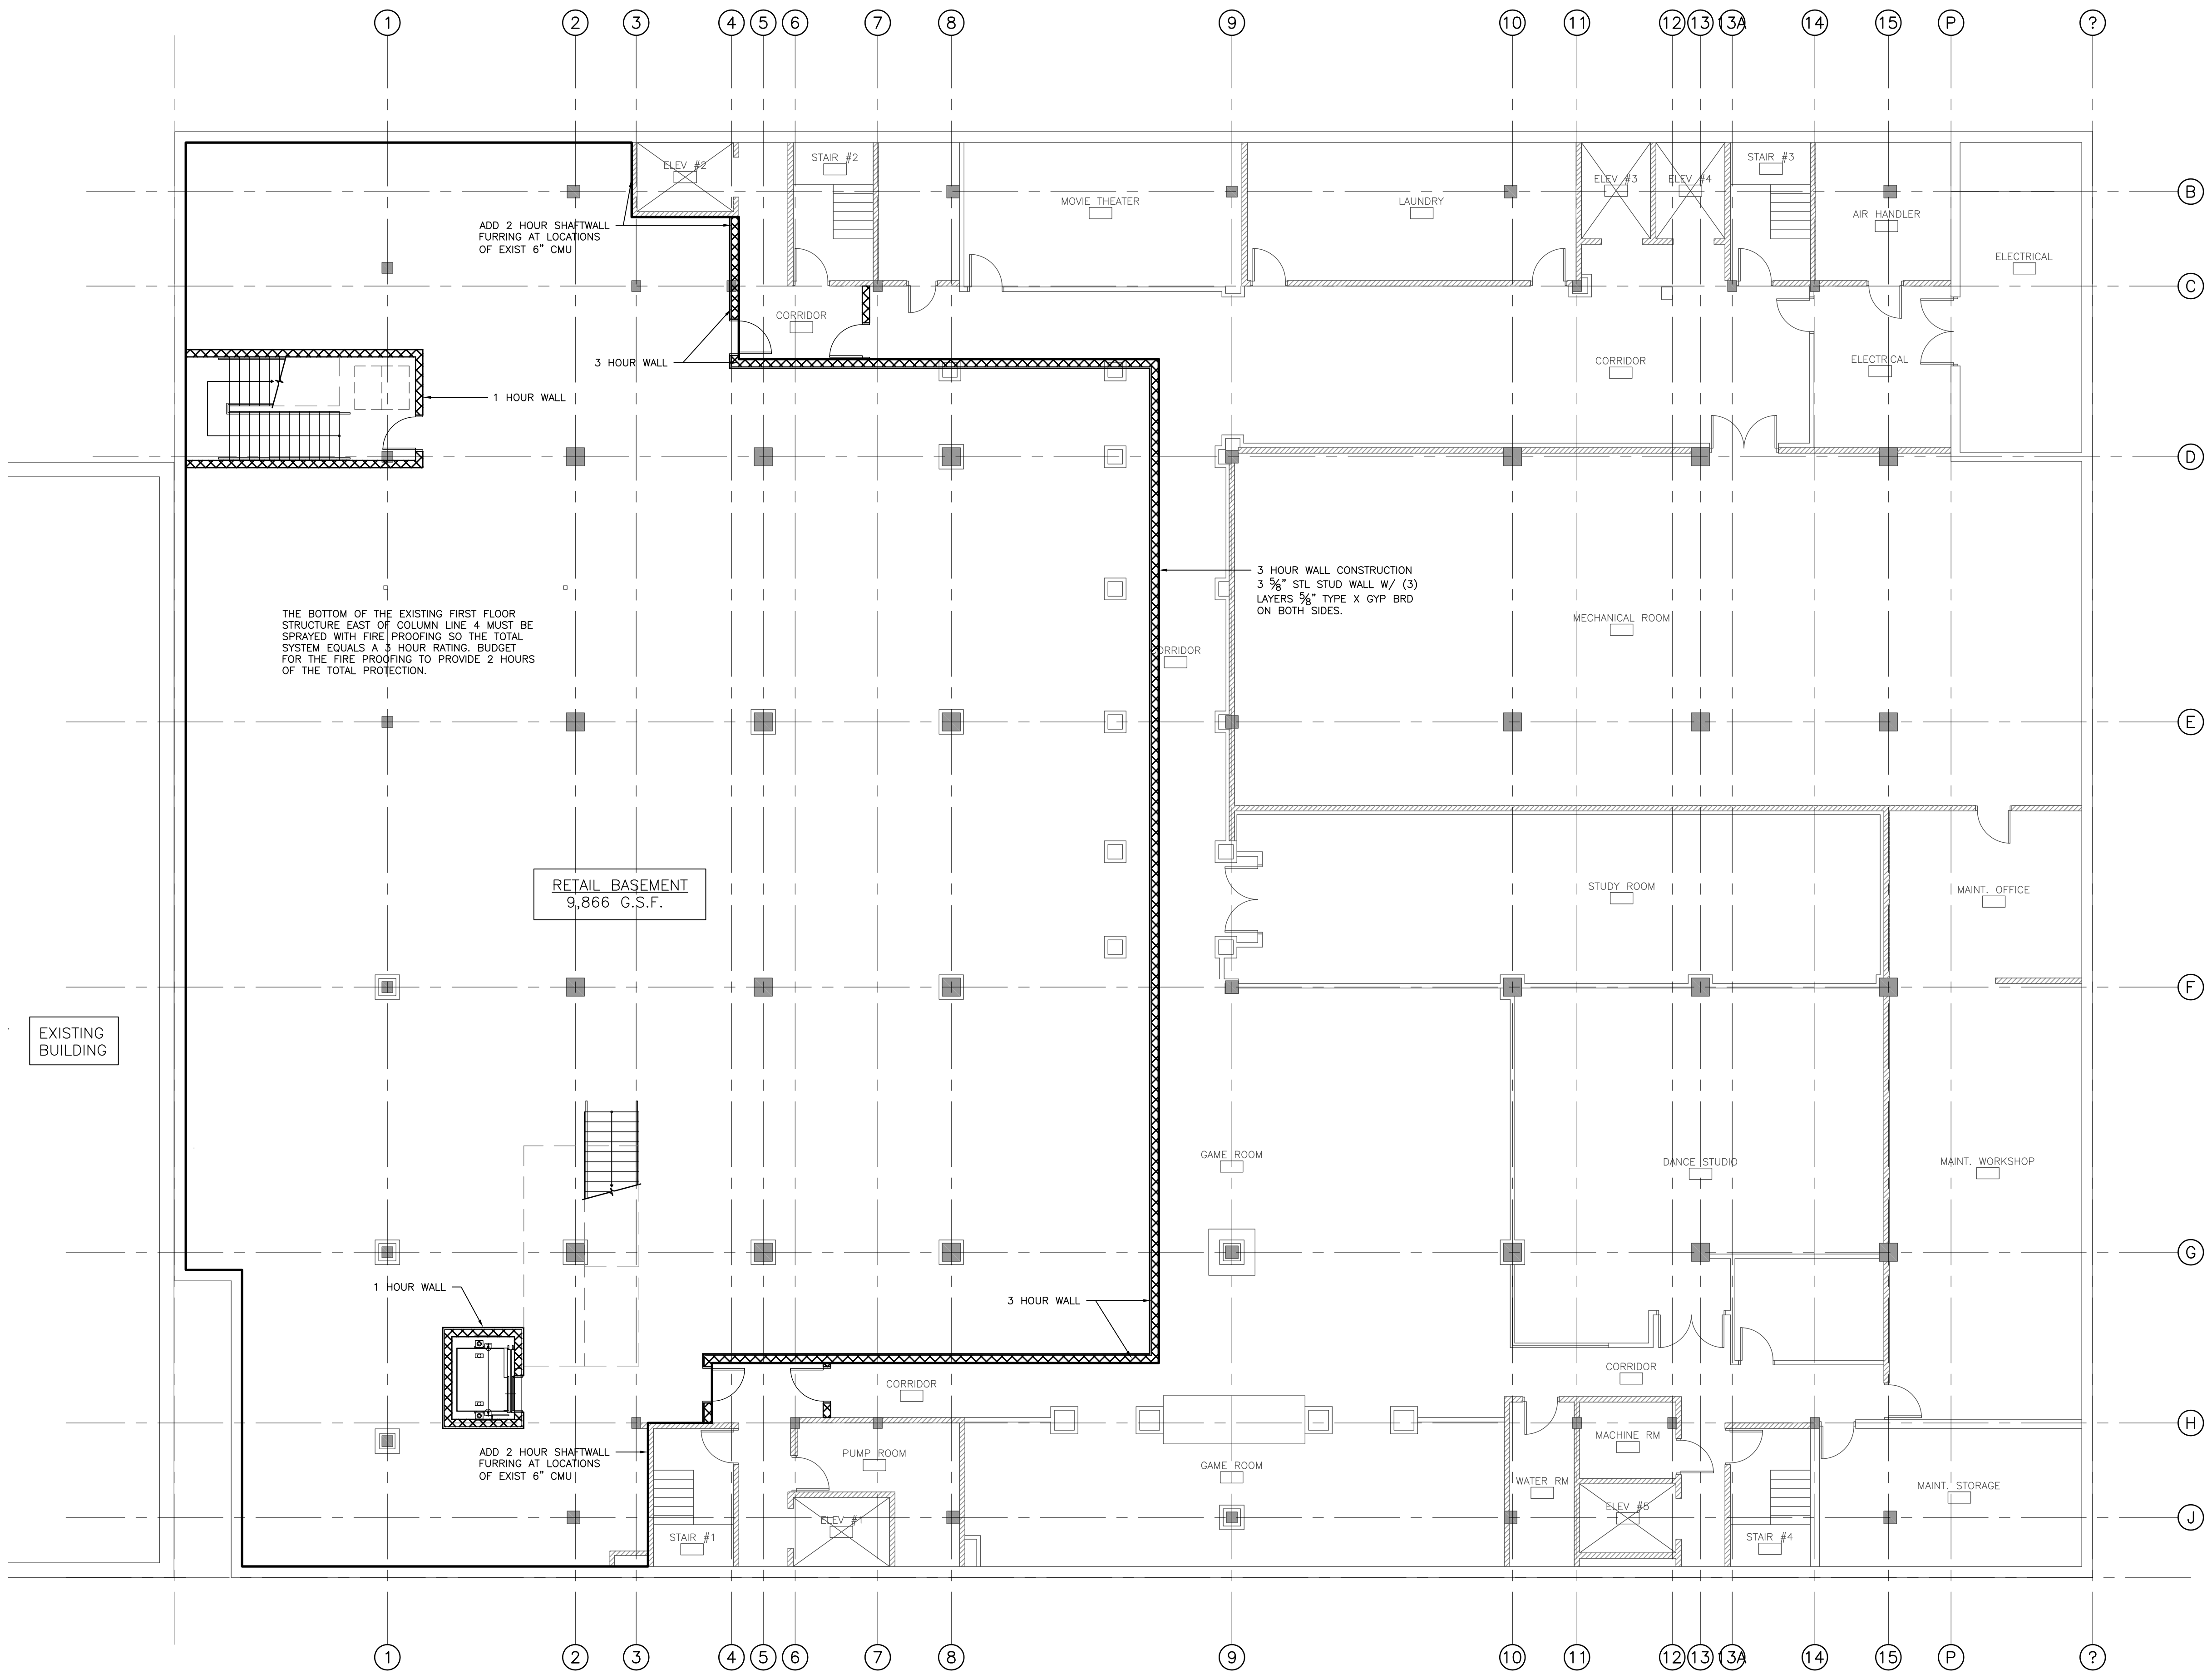 1 2 3 4 5 6 7 8 9 10 11 12 13 13A 14 15 P ?
ELEV #2
STAIR #2
STAIR #3
B
ELEV #3
ELEV #4
MOVIE THEATER
LAUNDRY
AIR HANDLER
ADD 2 HOUR SHAFTWALL
FURRING AT LOCATIONS
OF EXIST 6" CMU
ELECTRICAL
C
CORRIDOR
3 HOUR WALL
CORRIDOR
ELECTRICAL
1 HOUR WALL
D
3 HOUR WALL CONSTRUCTION
3 5/8" STL STUD WALL W/ (3)
LAYERS 5/8" TYPE X GYP BRD
ON BOTH SIDES.
THE BOTTOM OF THE EXISTING FIRST FLOOR
STRUCTURE EAST OF COLUMN LINE 4 MUST BE
SPRAYED WITH FIRE PROOFING SO THE TOTAL
SYSTEM EQUALS A 3 HOUR RATING. BUDGET
FOR THE FIRE PROOFING TO PROVIDE 2 HOURS
OF THE TOTAL PROTECTION.
MECHANICAL ROOM
CORRIDOR
E
RETAIL BASEMENT
9,866 G.S.F.
STUDY ROOM
MAINT. OFFICE
F
EXISTING
BUILDING
GAME ROOM
DANCE STUDIO
MAINT. WORKSHOP
G
1 HOUR WALL
3 HOUR WALL
CORRIDOR
CORRIDOR
H
ADD 2 HOUR SHAFTWALL
FURRING AT LOCATIONS
OF EXIST 6" CMU
PUMP ROOM
GAME ROOM
MACHINE RM
WATER RM
MAINT. STORAGE
ELEV #5
ELEV #1
J
STAIR #1
STAIR #4
1 2 3 4 5 6 7 8 9 10 11 12 13 13A 14 15 P ?